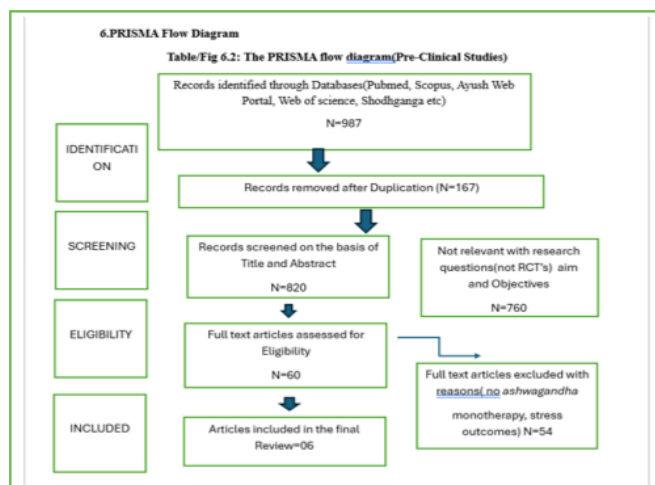 6.PRISMA Flow Diagram
Table/Fig 6.2: The PRISMA flow diagram(Pre-Clinical Studies)
Records identified through Databases(Pubmed, Scopus, Ayush Web
Portal, Web of science, Shodhganga etc)
N=987
IDENTIFICATI
ON
Records removed after Duplication (N=167)
SCREENING
Records screened on the basis of
Title and Abstract
N=820
Not relevant with research
questions(not RCT's) aim
and Objectives
N=760
ELIGIBILITY
Full text articles assessed for
Eligibility
N=60
Full text articles excluded with
reasons( no ashwagandha
monotherapy, stress
outcomes) N=54
INCLUDED
Articles included in the final
Review=06